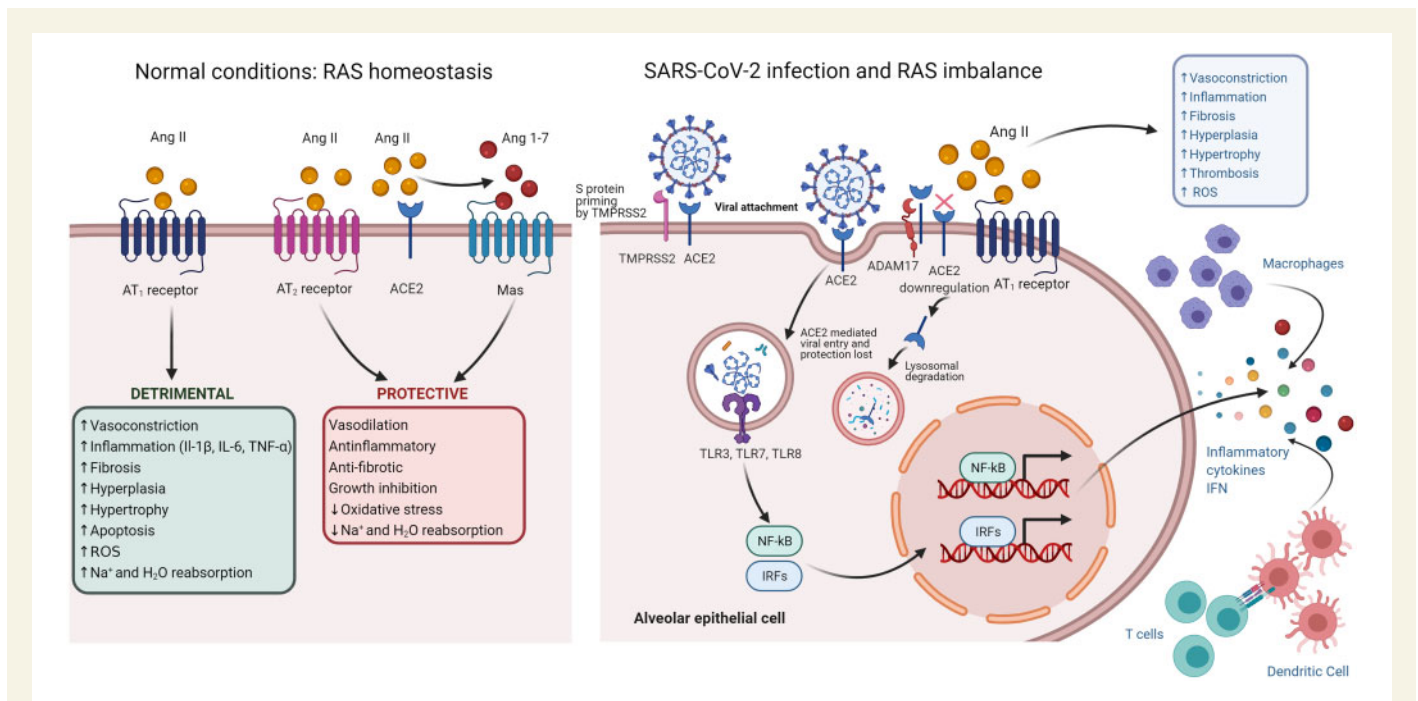 Normal conditions: RAS homeostasis
Ang II
Ang II
Ang II
Ang 1-7
AT₁ receptor
AT₂ receptor
ACE2
Mas
DETRIMENTAL
↑Vasoconstriction
↑Inflammation (Il-1β, IL-6, TNF-α)
↑Fibrosis
↑Hyperplasia
↑Hypertrophy
↑Apoptosis
↑ROS
↑Na⁺ and H₂O reabsorption
PROTECTIVE
Vasodilation
Antinflammatory
Anti-fibrotic
Growth inhibition
↓Oxidative stress
↓Na⁺ and H₂O reabsorption
SARS-CoV-2 infection and RAS imbalance
S protein
priming
by TMPRSS2
Viral attachment
Ang II
TMPRSS2
ACE2
ACE2
ADAM17
ACE2
downregulation
AT₁ receptor
↑Vasoconstriction
↑Inflammation
↑Fibrosis
↑Hyperplasia
↑Hypertrophy
↑Thrombosis
↑ ROS
ACE2 mediated
viral entry and
protection lost
Lysosomal
degradation
TLR3, TLR7, TLR8
NF-kB
IRFs
NF-kB
IRFs
Alveolar epithelial cell
Macrophages
Inflammatory
cytokines
IFN
T cells
Dendritic Cell